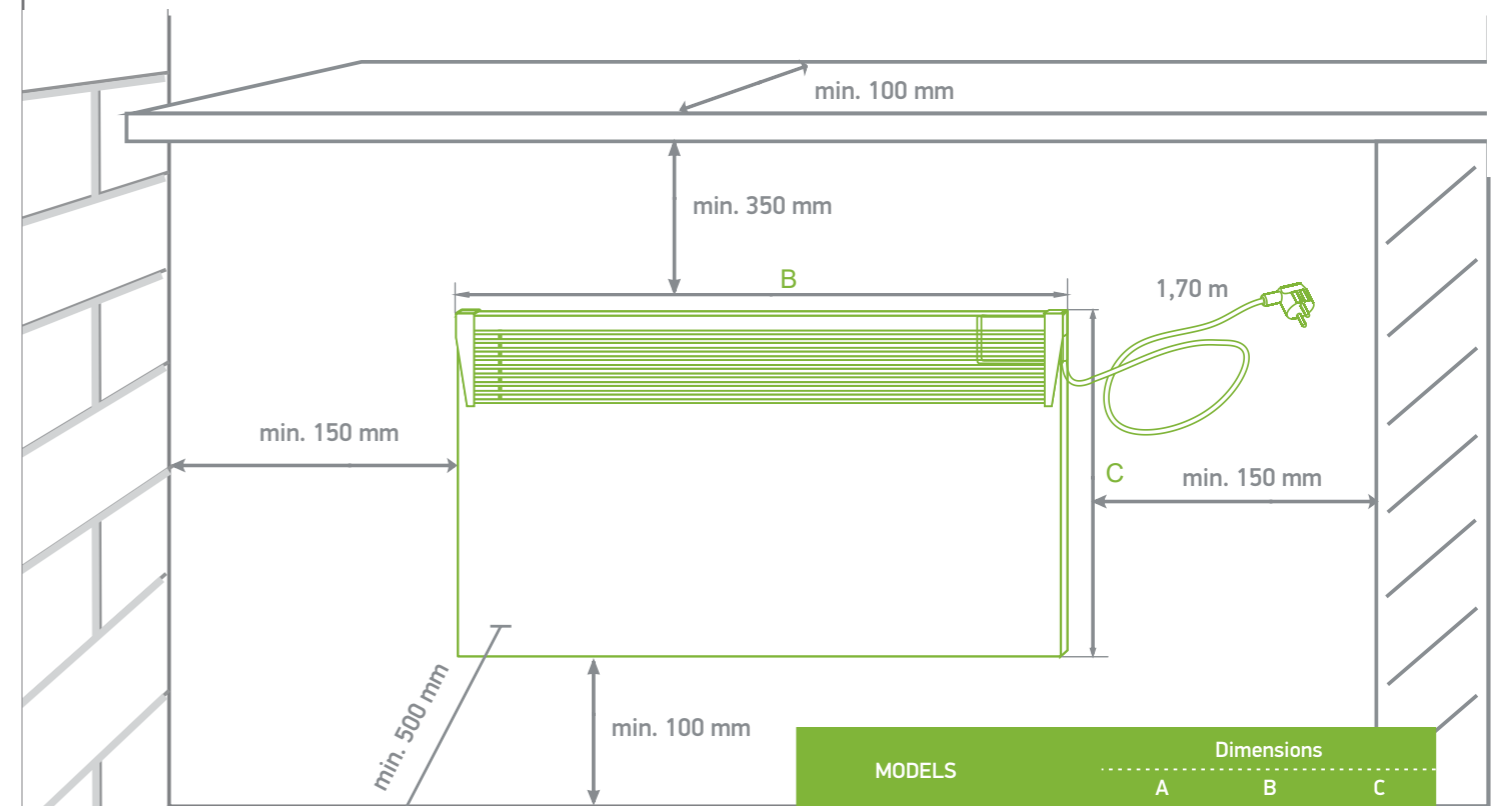 min. 100 mm
min. 350 mm
B
1,70 m
min. 150 mm
C
min. 150 mm
min. 500 mm
min. 100 mm
Dimensions
MODELS
A B C